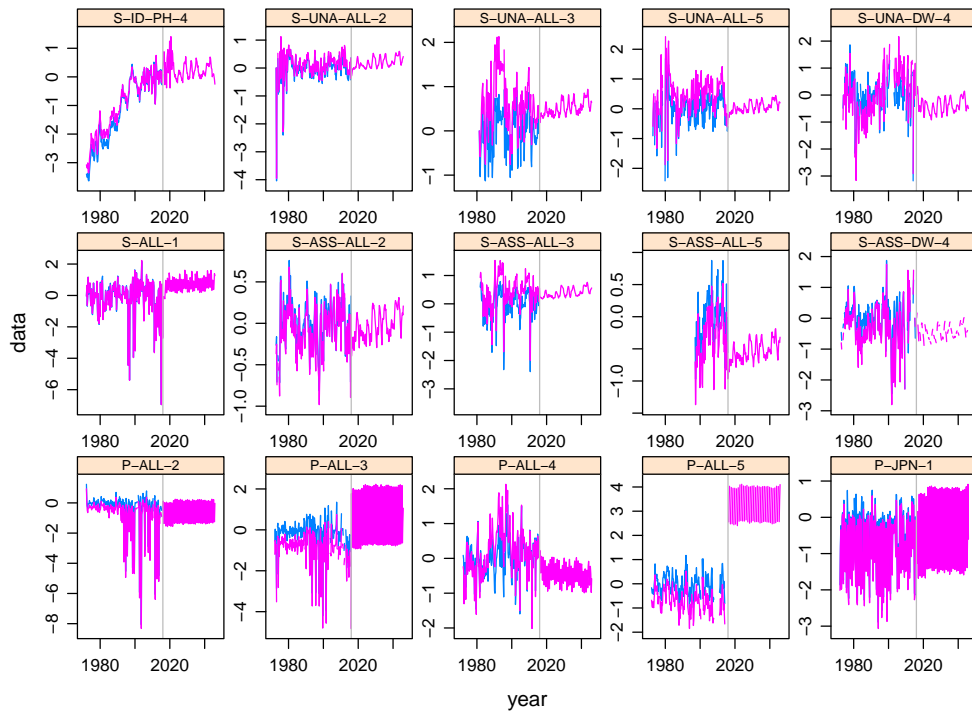 S-ID-PH-4 S-UNA-ALL-2 S-UNA-ALL-3 S-UNA-ALL-5 S-UNA-DW-4
1 0 -1 -2 -3
0 -2 -4
2 1 0 -1
2 1 0 -1 -2
2 1 0 -1 -2 -3
1980 2020 1980 2020 1980 2020 1980 2020 1980 2020
S-ALL-1 S-ASS-ALL-2 S-ASS-ALL-3 S-ASS-ALL-5 S-ASS-DW-4
2 0 -2 -4 -6
0.5 0.0 -0.5 -1.0
1 0 -1 -2 -3
0.0 0.5 -1.0
2 1 0 -1 -2 -3
1980 2020 1980 2020 1980 2020 1980 2020 1980 2020
P-ALL-2 P-ALL-3 P-ALL-4 P-ALL-5 P-JPN-1
0 -2 -4 -6 -8
2 0 -2 -4
2 1 0 -1 -2
4 3 2 1 0 -1 -2
1 0 -1 -2 -3
1980 2020 1980 2020 1980 2020 1980 2020 1980 2020
data
year